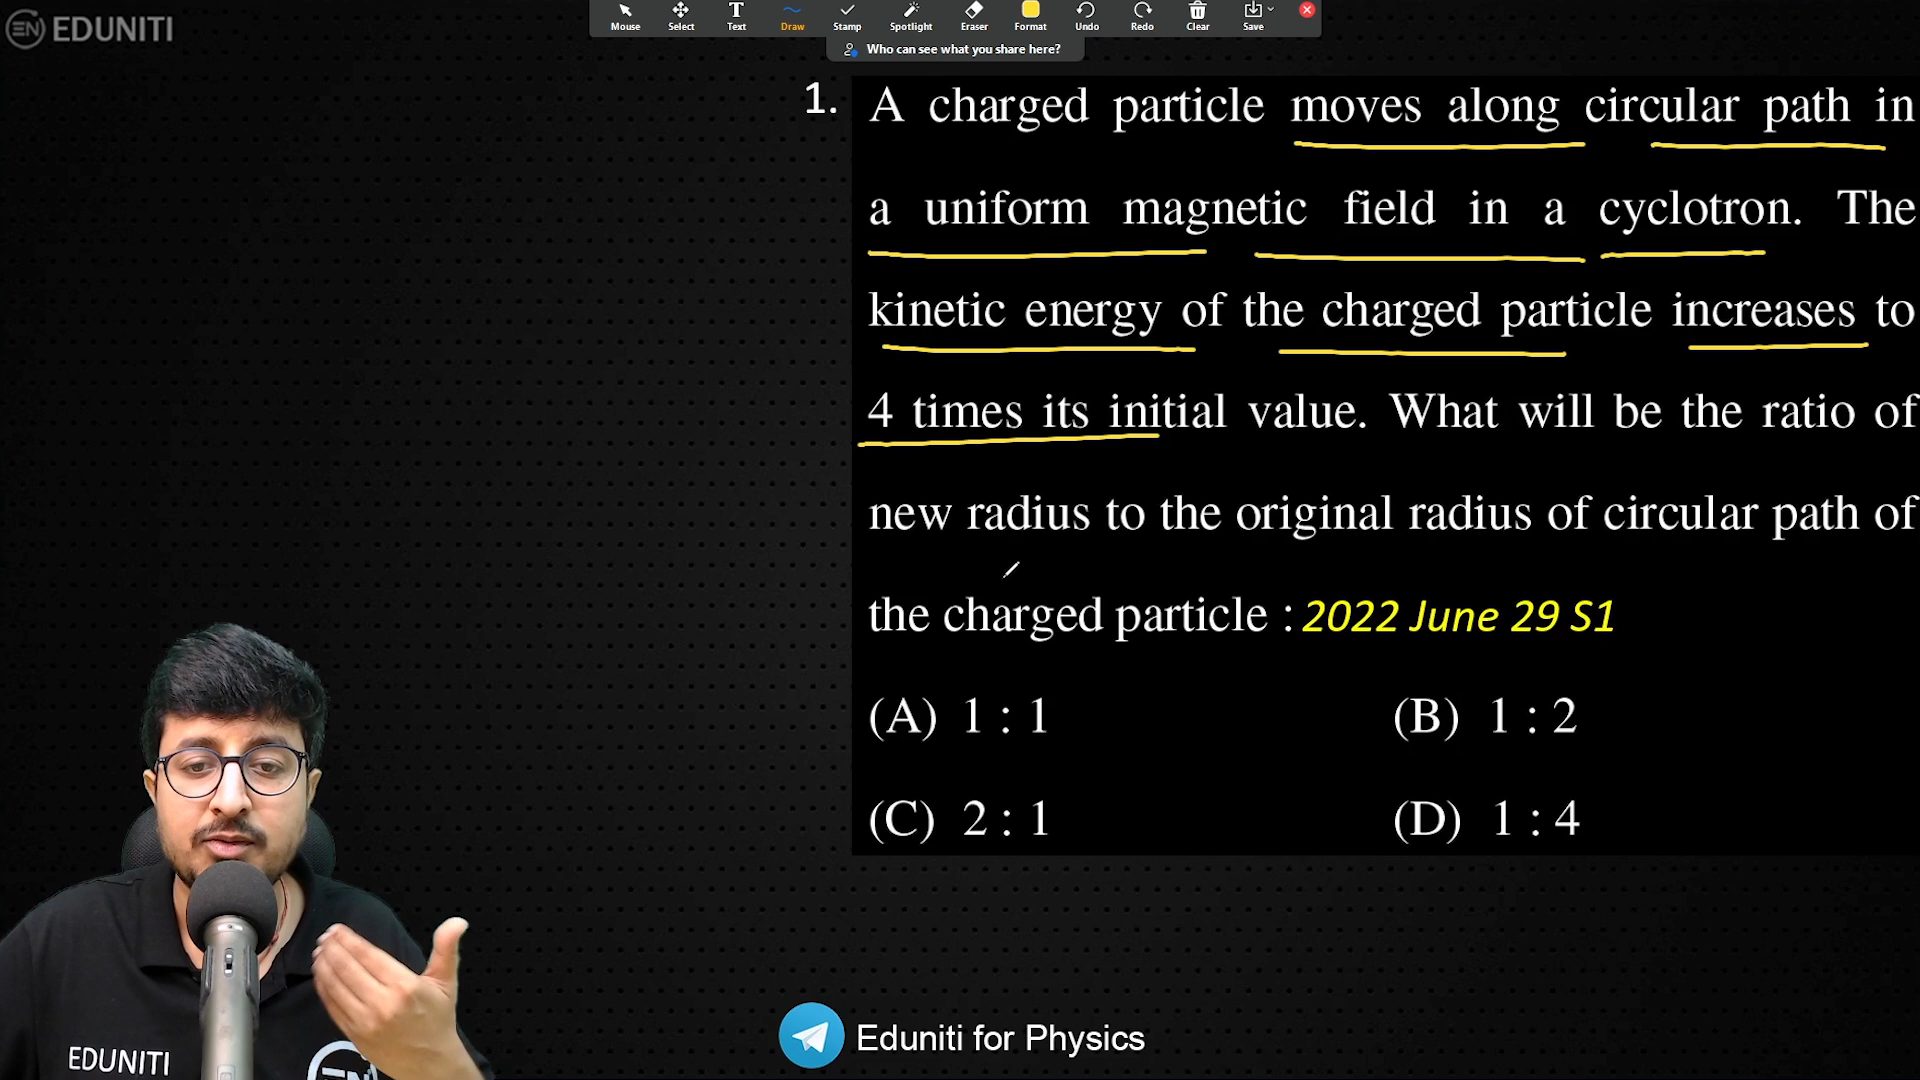 EN EDUNITI
Mouse Select Text Draw Stamp Spotlight Eraser Format Undo Redo Clear Save
Who can see what you share here?
1. A charged particle moves along circular path in
a uniform magnetic field in a cyclotron. The
kinetic energy of the charged particle increases to
4 times its initial value. What will be the ratio of
new radius to the original radius of circular path of
the charged particle : 2022 June 29 S1
(A) 1 : 1 (B) 1 : 2
(C) 2 : 1 (D) 1 : 4
Eduniti for Physics
EDUNITI
EN